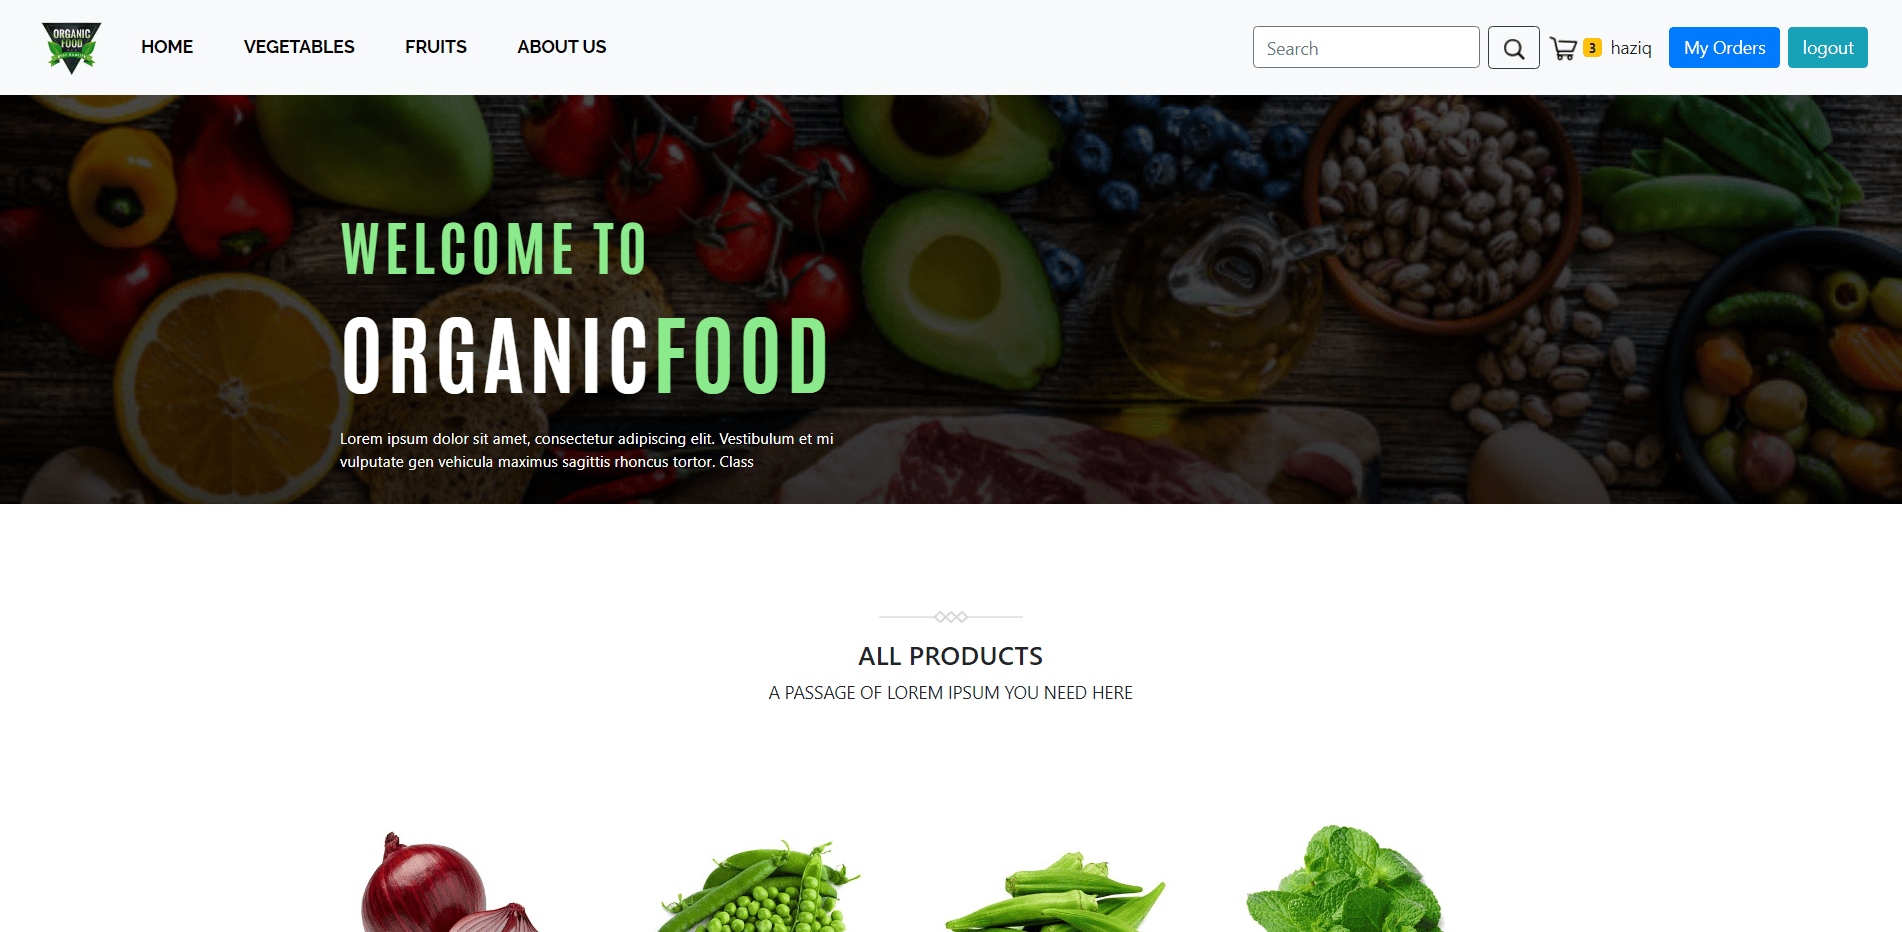 ORGANIC
FOOD
HOME
VEGETABLES
FRUITS
ABOUT US
Search
3
haziq
My Orders
logout
WELCOME TO
ORGANICFOOD
Lorem ipsum dolor sit amet, consectetur adipiscing elit. Vestibulum et mi
vulputate gen vehicula maximus sagittis rhoncus tortor. Class
ALL PRODUCTS
A PASSAGE OF LOREM IPSUM YOU NEED HERE